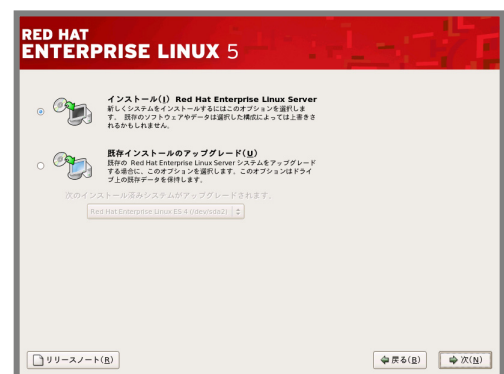 RED HAT
ENTERPRISE LINUX 5
インストール(I) Red Hat Enterprise Linux Server
新しくシステムをインストールするにはこのオプションを選択しま
す。 既存のソフトウェアやデータは選択した構成によっては上書きさ
れるかもしれません。
既存インストールのアップグレード(U)
既存の Red Hat Enterprise Linux Server システムをアップグレード
する場合に、このオプションを選択します。このオプションはドライ
ブ上の既存データを保持します。
次のインストール済みシステムがアップグレードされます。
Red Hat Enterprise Linux ES 4 (/dev/sda2)
リリースノート(R)
戻る(B)
次(N)